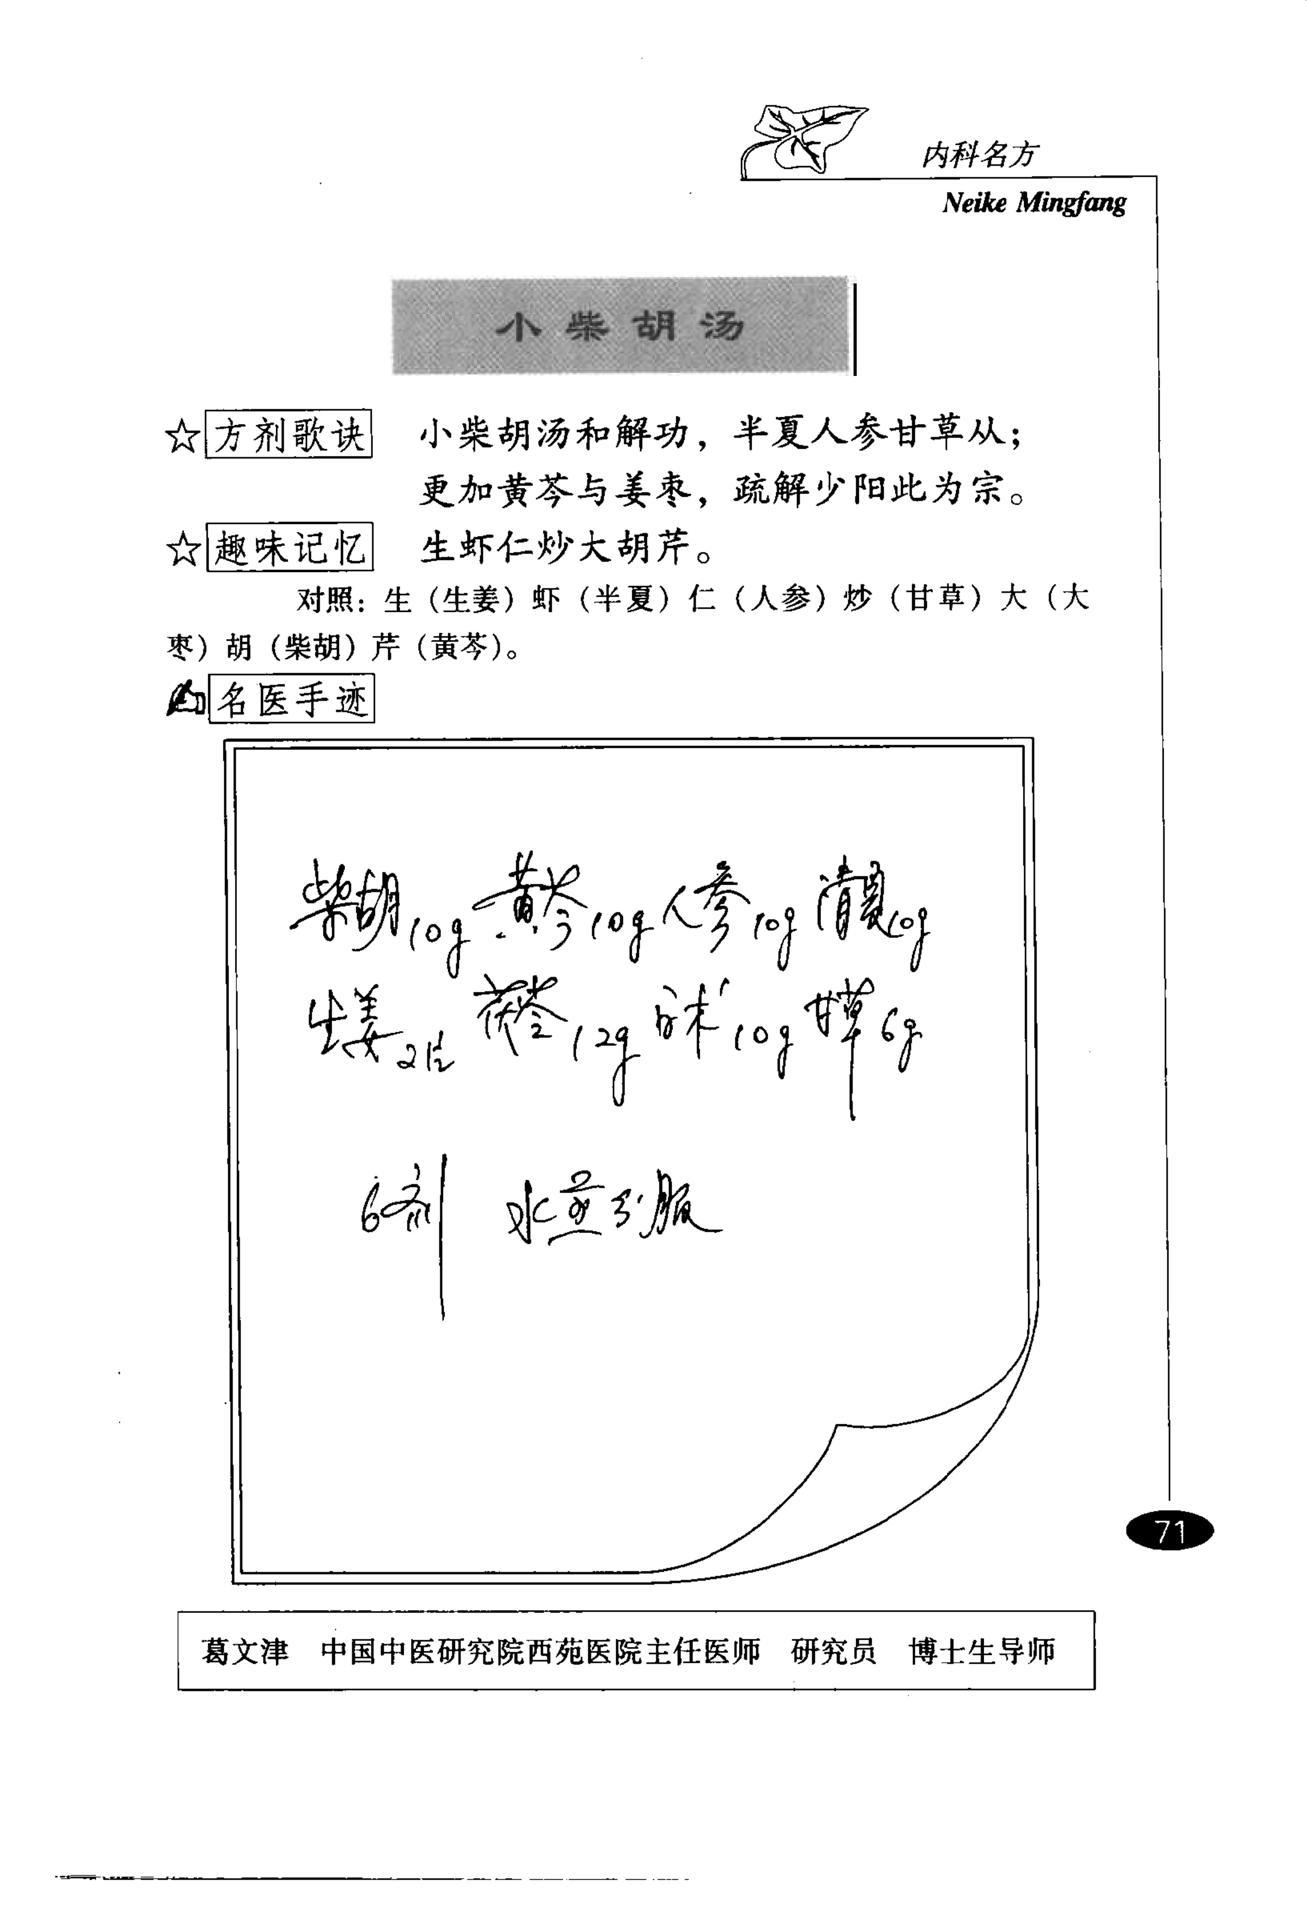 内科名方
Neike Mingfang
小柴胡汤
☆方剂歌诀 小柴胡汤和解功，半夏人参甘草从；
更加黄芩与姜枣，疏解少阳此为宗。
☆趣味记忆 生虾仁炒大胡芹。
对照：生（生姜）虾（半夏）仁（人参）炒（甘草）大（大
枣）胡（柴胡）芹（黄芩）。
名医手迹
柴胡10g 黄芩10g 人参10g 清夏10g
生姜2片 茯苓12g 白术10g 甘草6g
6剂 水煎分服
71
葛文津 中国中医研究院西苑医院主任医师 研究员 博士生导师